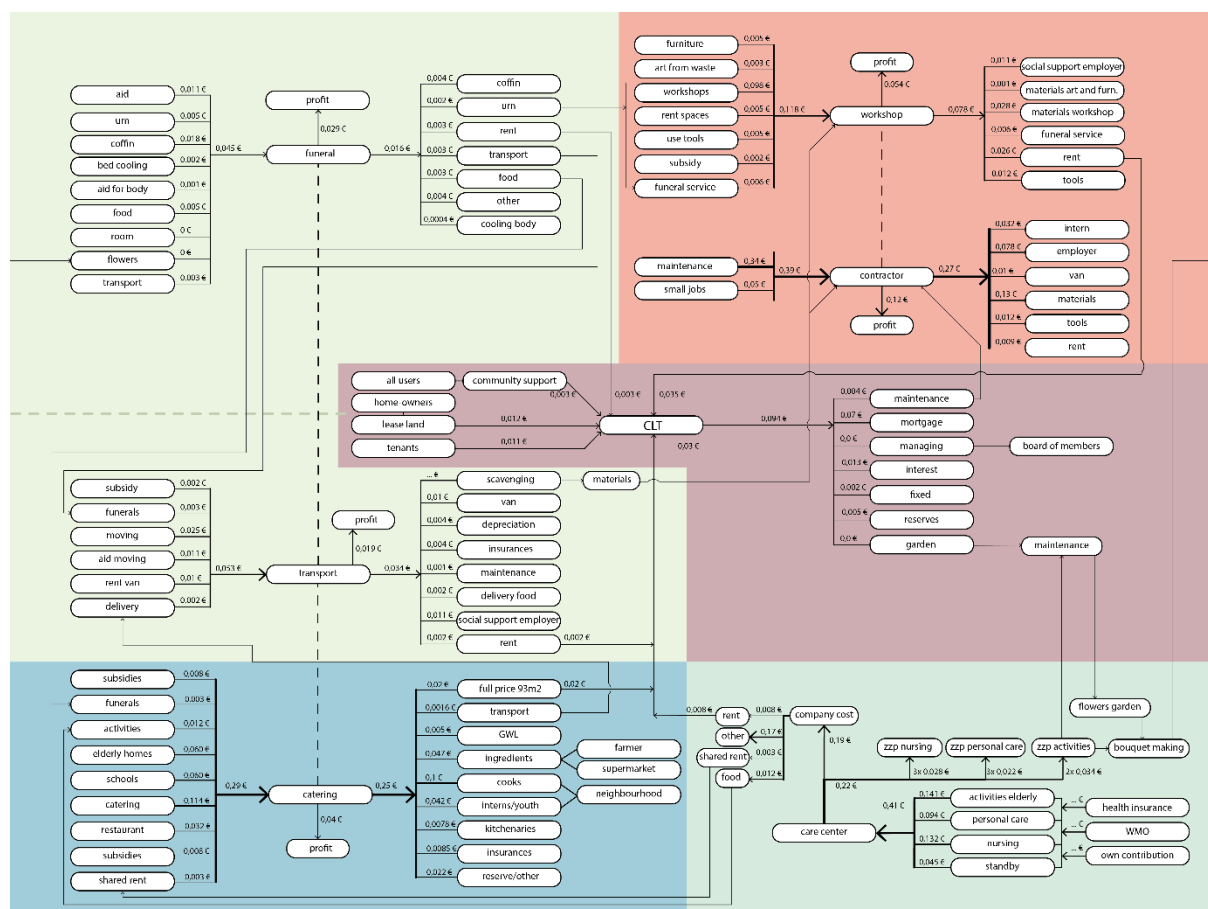 aid
0,011 €
urn
0,005 €
coffin
0,018 €
bed cooling
0,002 €
aid for body
0,001 €
food
0,005 €
room
0 €
flowers
0 €
transport
0,003 €
0,045 €
funeral
profit
0,029 €
0,016 €
0,004 €
coffin
0,002 €
urn
0,003 €
rent
0,003 €
transport
0,003 €
food
0,004 €
other
0,0004 €
cooling body
furniture
0,005 €
art from waste
0,003 €
workshops
0,098 €
rent spaces
0,005 €
use tools
0,005 €
subsidy
0,002 €
funeral service
0,006 €
0,118 €
workshop
profit
0,054 €
0,078 €
0,011 €
social support employer
0,001 €
materials art and furn.
0,028 €
materials workshop
0,006 €
funeral service
0,026 €
rent
0,012 €
tools
maintenance
0,34 €
small jobs
0,05 €
0,39 €
contractor
0,12 €
profit
0,27 €
0,032 €
intern
0,078 €
employer
0,01 €
van
0,13 €
materials
0,012 €
tools
0,009 €
rent
all users
community support
0,003 €
home-owners
lease land
0,012 €
tenants
0,011 €
0,003 €
0,035 €
CLT
0,03 €
0,094 €
0,004 €
maintenance
0,07 €
mortgage
0,0 €
managing
board of members
0,013 €
interest
0,002 €
fixed
0,005 €
reserves
0,0 €
garden
maintenance
subsidy
0,002 €
funerals
0,003 €
moving
0,025 €
aid moving
0,011 €
rent van
0,01 €
delivery
0,002 €
0,053 €
transport
profit
0,019 €
0,034 €
... €
scavenging
materials
0,01 €
van
0,004 €
depreciation
0,004 €
insurances
0,001 €
maintenance
0,002 €
delivery food
0,011 €
social support employer
0,002 €
rent
0,002 €
subsidies
0,008 €
funerals
0,003 €
activities
0,012 €
elderly homes
0,060 €
schools
0,060 €
catering
0,114 €
restaurant
0,032 €
subsidies
0,008 €
shared rent
0,003 €
0,29 €
catering
0,04 €
profit
0,25 €
0,02 €
full price 93m2
0,02 €
0,0016 €
transport
0,005 €
GWL
0,047 €
ingredients
farmer
supermarket
0,1 €
cooks
neighbourhood
0,042 €
interns/youth
0,0078 €
kitchenaries
0,0085 €
insurances
0,022 €
reserve/other
0,008 €
rent
0,008 €
company cost
other
0,17 €
shared rent
0,003 €
food
0,012 €
0,19 €
0,22 €
care center
0,41 €
zzp nursing
3x 0,028 €
zzp personal care
3x 0,022 €
zzp activities
2x 0,034 €
flowers garden
bouquet making
0,141 €
activities elderly
0,094 €
personal care
0,132 €
nursing
0,045 €
standby
... €
health insurance
... €
WMO
... €
own contribution